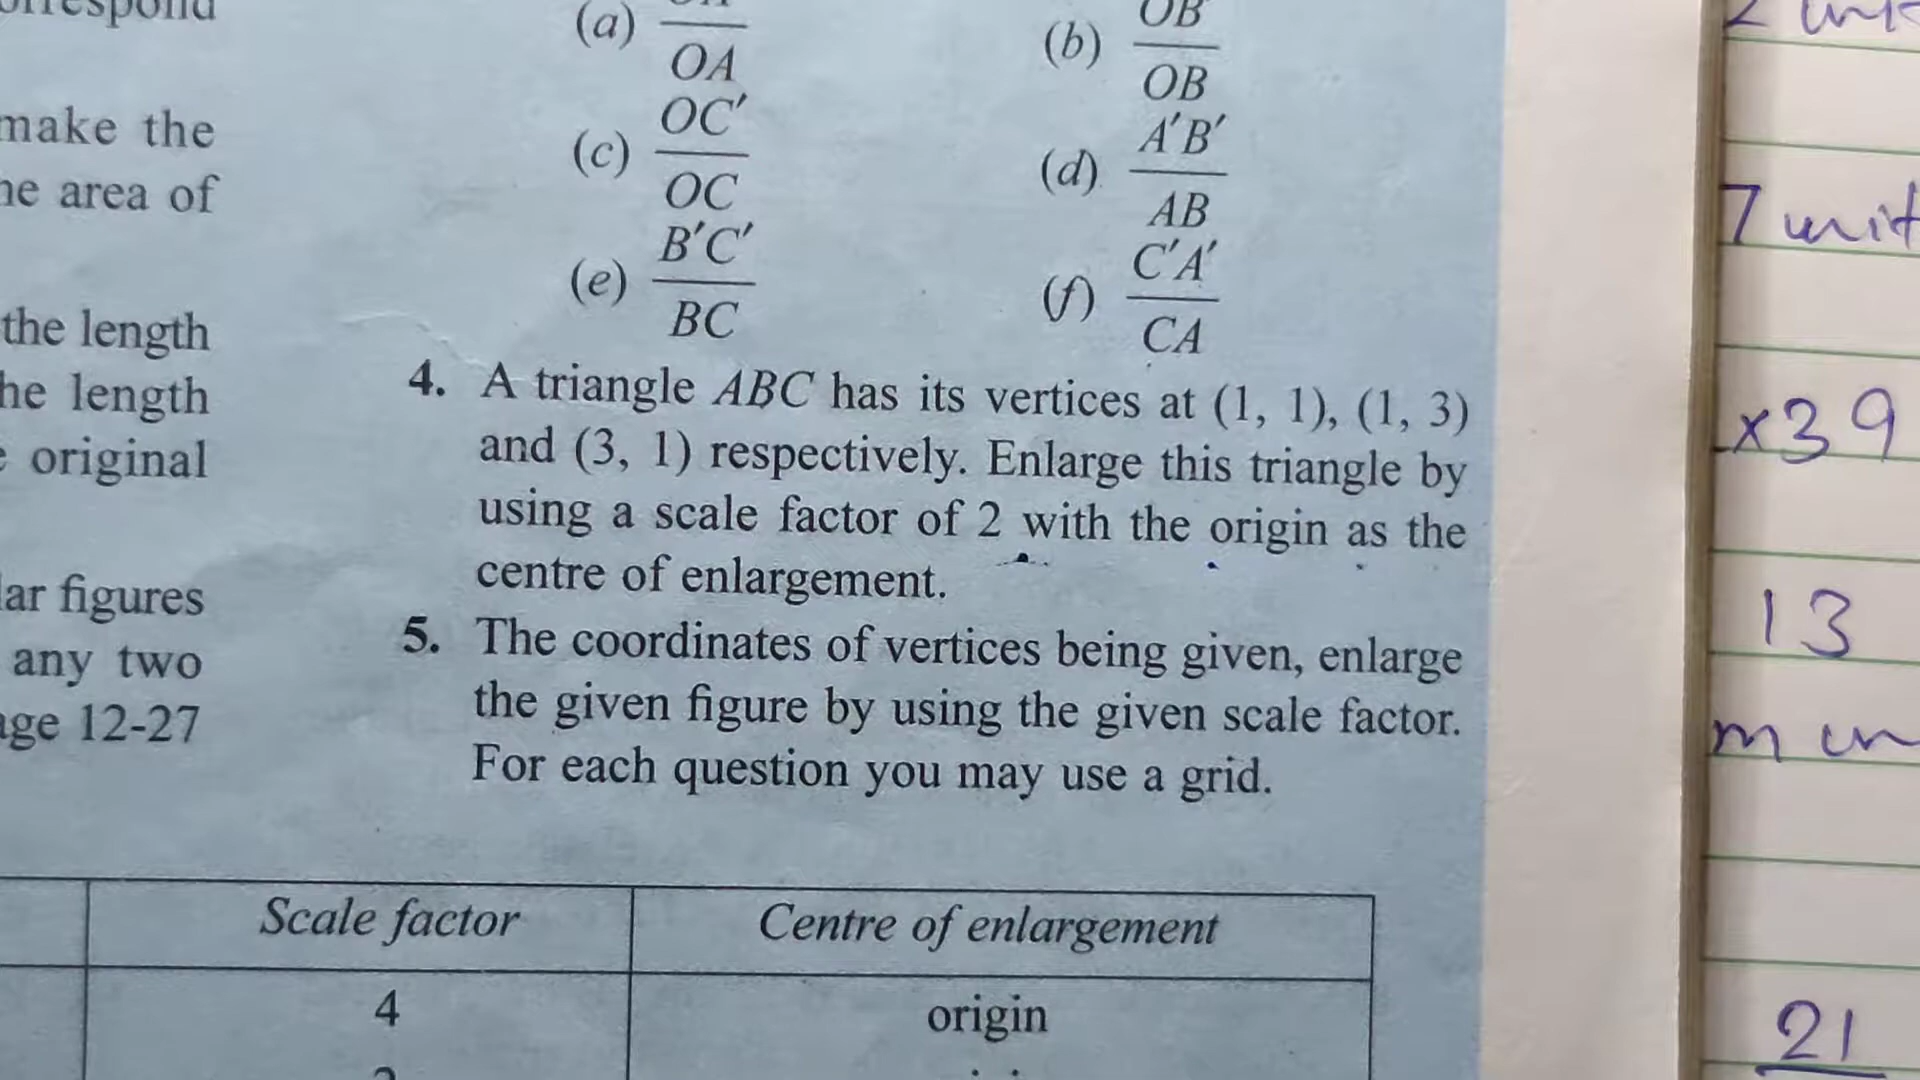 make the
he area of
the length
the length
original
lar figures
any two
age 12-27
(a) OA
(b) OB
OB
(c) OC′
OC
(d) A′B′
AB
(e) B′C′
BC
(f) C′A′
CA
4. A triangle ABC has its vertices at (1, 1), (1, 3)
and (3, 1) respectively. Enlarge this triangle by
using a scale factor of 2 with the origin as the
centre of enlargement.
5. The coordinates of vertices being given, enlarge
the given figure by using the given scale factor.
For each question you may use a grid.
Scale factor Centre of enlargement
4 origin
7 unit
×39
13
21